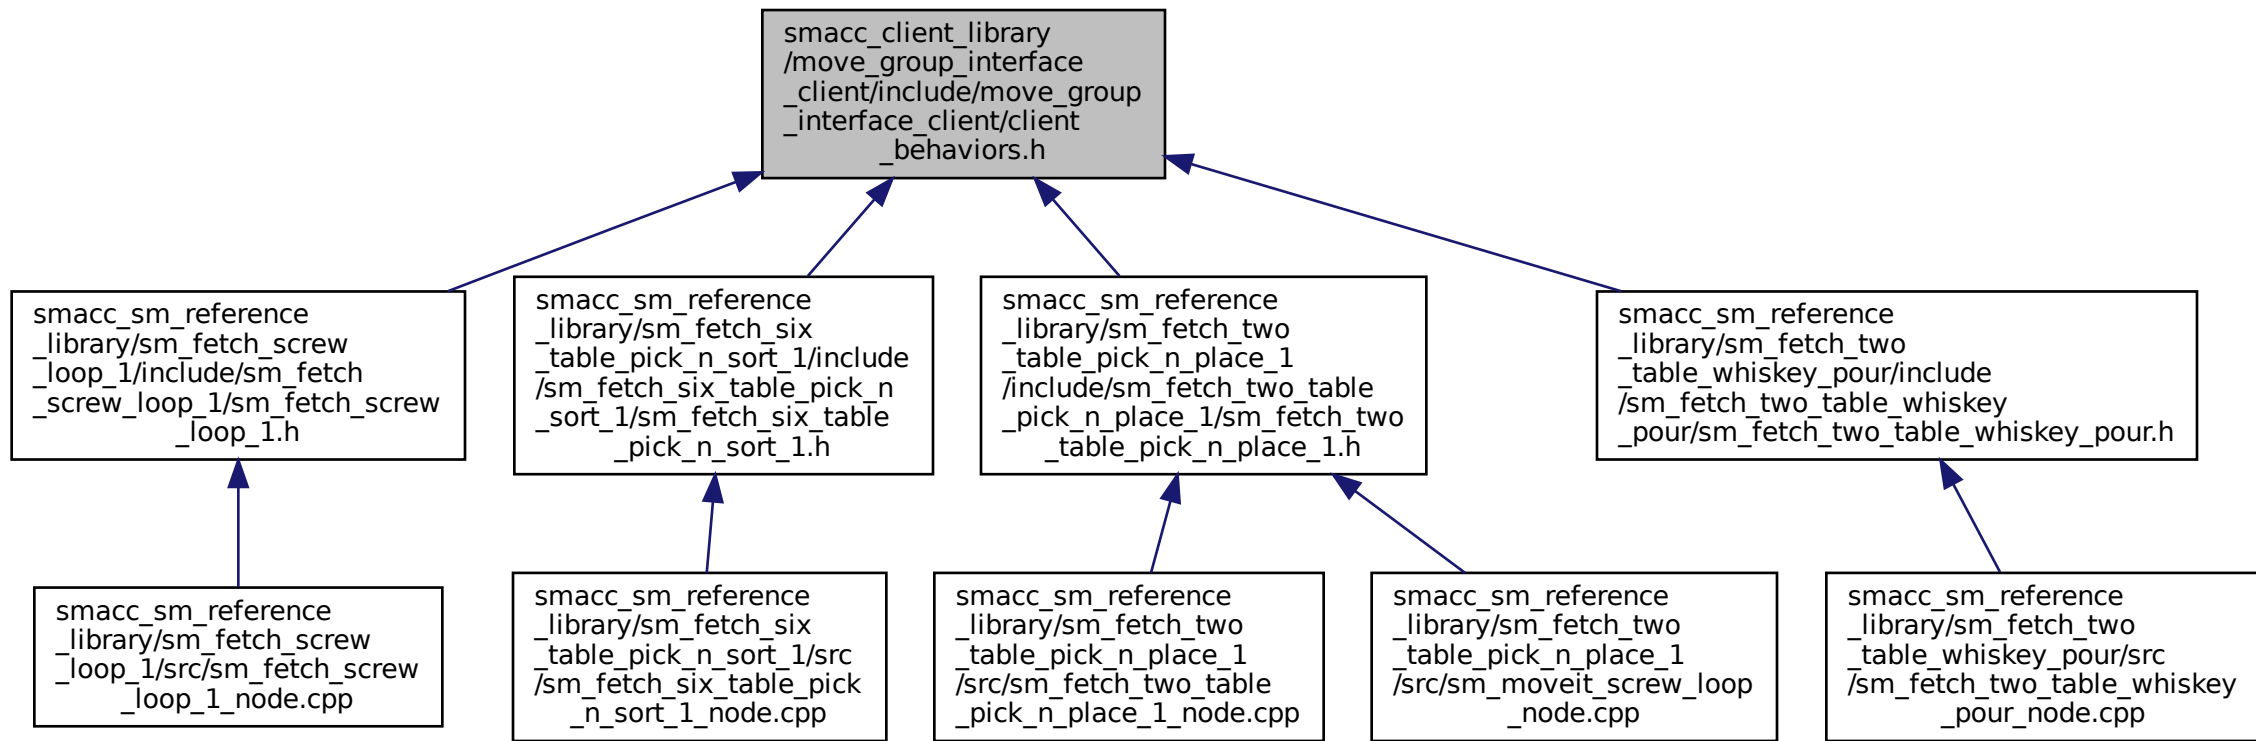 smacc_client_library
/move_group_interface
_client/include/move_group
_interface_client/client
_behaviors.h
smacc_sm_reference
_library/sm_fetch_screw
_loop_1/include/sm_fetch
_screw_loop_1/sm_fetch_screw
_loop_1.h
smacc_sm_reference
_library/sm_fetch_six
_table_pick_n_sort_1/include
/sm_fetch_six_table_pick_n
_sort_1/sm_fetch_six_table
_pick_n_sort_1.h
smacc_sm_reference
_library/sm_fetch_two
_table_pick_n_place_1
/include/sm_fetch_two_table
_pick_n_place_1/sm_fetch_two
_table_pick_n_place_1.h
smacc_sm_reference
_library/sm_fetch_two
_table_whiskey_pour/include
/sm_fetch_two_table_whiskey
_pour/sm_fetch_two_table_whiskey_pour.h
smacc_sm_reference
_library/sm_fetch_screw
_loop_1/src/sm_fetch_screw
_loop_1_node.cpp
smacc_sm_reference
_library/sm_fetch_six
_table_pick_n_sort_1/src
/sm_fetch_six_table_pick
_n_sort_1_node.cpp
smacc_sm_reference
_library/sm_fetch_two
_table_pick_n_place_1
/src/sm_fetch_two_table
_pick_n_place_1_node.cpp
smacc_sm_reference
_library/sm_fetch_two
_table_pick_n_place_1
/src/sm_moveit_screw_loop
_node.cpp
smacc_sm_reference
_library/sm_fetch_two
_table_whiskey_pour/src
/sm_fetch_two_table_whiskey
_pour_node.cpp